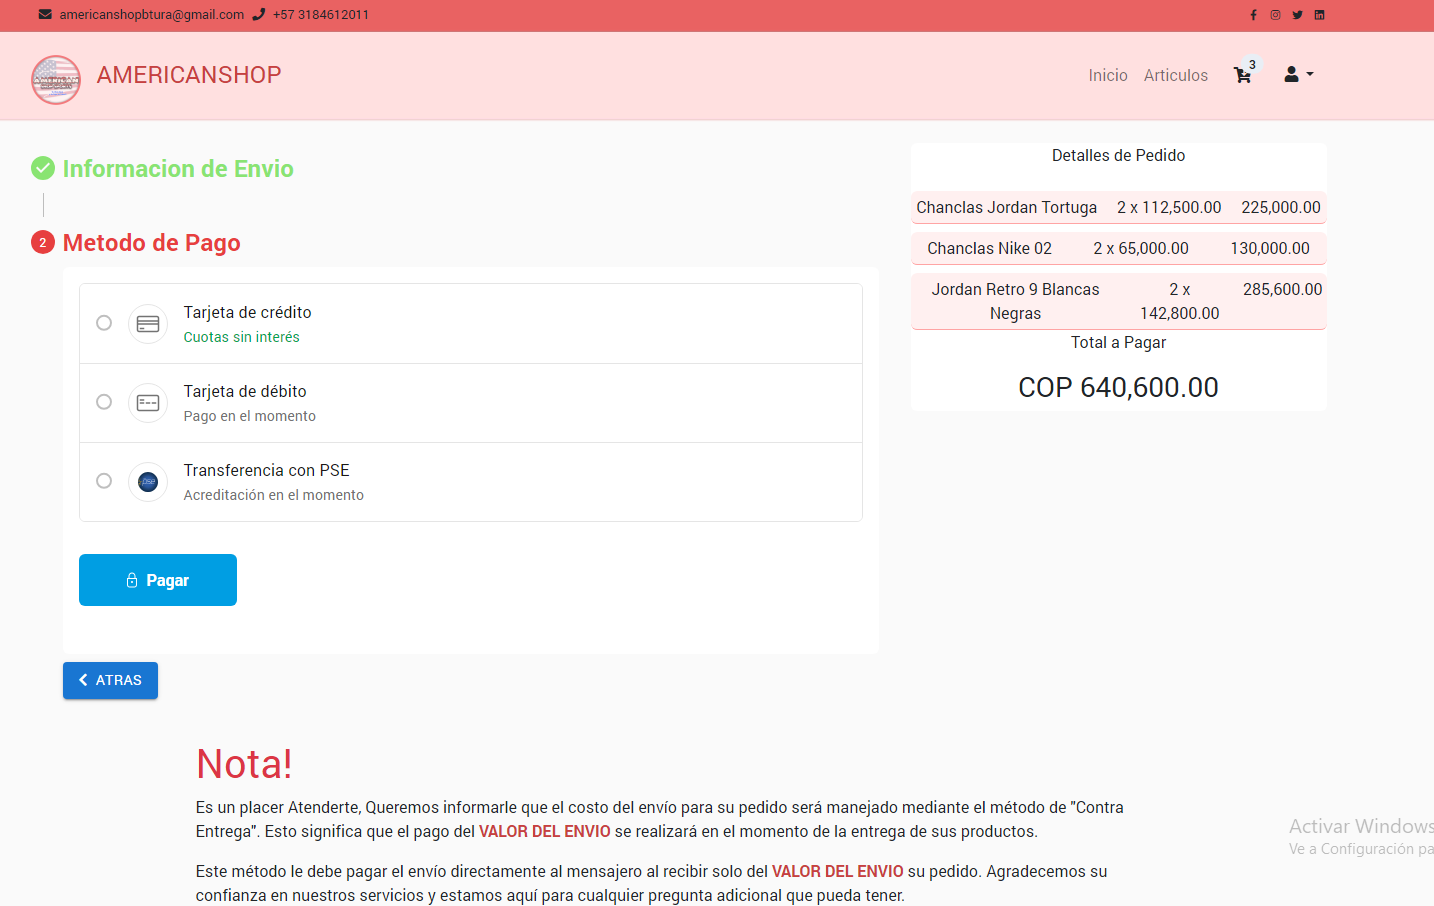 americanshopbtura@gmail.com +57 3184612011
AMERICANSHOP
Inicio Articulos 3
Informacion de Envio
2 Metodo de Pago
Tarjeta de crédito
Cuotas sin interés
Tarjeta de débito
Pago en el momento
pse
Transferencia con PSE
Acreditación en el momento
Pagar
ATRAS
Detalles de Pedido
Chanclas Jordan Tortuga 2 x 112,500.00 225,000.00
Chanclas Nike 02 2 x 65,000.00 130,000.00
Jordan Retro 9 Blancas 2 x 285,600.00
Negras 142,800.00
Total a Pagar
COP 640,600.00
Nota!
Es un placer Atenderte, Queremos informarle que el costo del envío para su pedido será manejado mediante el método de "Contra
Entrega". Esto significa que el pago del VALOR DEL ENVIO se realizará en el momento de la entrega de sus productos.
Este método le debe pagar el envío directamente al mensajero al recibir solo del VALOR DEL ENVIO su pedido. Agradecemos su
confianza en nuestros servicios y estamos aquí para cualquier pregunta adicional que pueda tener.
Activar Windows
Ve a Configuración pa